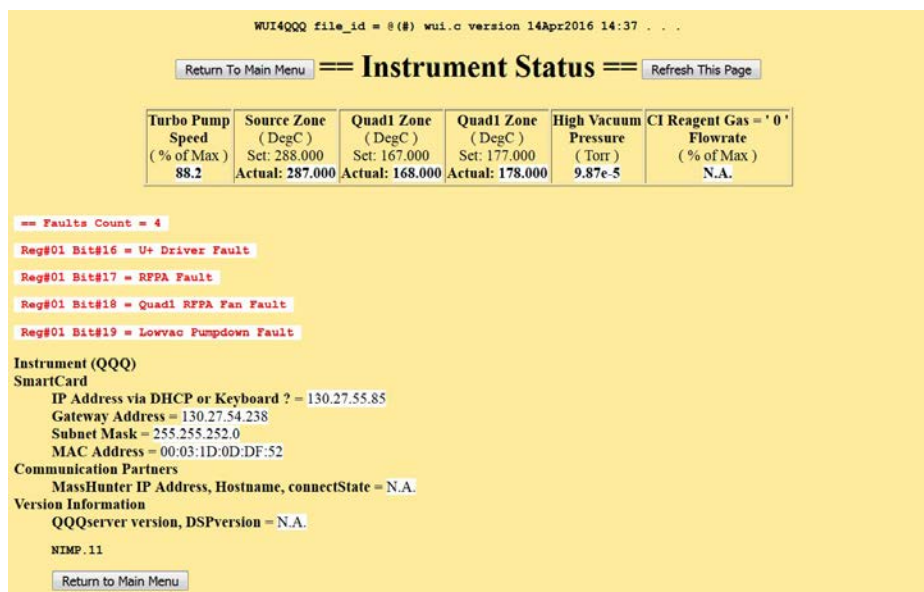 WUI4QQQ file_id = @(#) wui.c version 14Apr2016 14:37 . . .
Return To Main Menu == Instrument Status == Refresh This Page
Turbo Pump Source Zone Quad1 Zone Quad1 Zone High Vacuum CI Reagent Gas = ' 0 '
Speed ( DegC ) ( DegC ) ( DegC ) Pressure Flowrate
( % of Max ) Set: 288.000 Set: 167.000 Set: 177.000 ( Torr ) ( % of Max )
88.2 Actual: 287.000 Actual: 168.000 Actual: 178.000 9.87e-5 N.A.
== Faults Count = 4
Reg#01 Bit#16 = U+ Driver Fault
Reg#01 Bit#17 = RFPA Fault
Reg#01 Bit#18 = Quad1 RFPA Fan Fault
Reg#01 Bit#19 = Lowvac Pumpdown Fault
Instrument (QQQ)
SmartCard
IP Address via DHCP or Keyboard ? = 130.27.55.85
Gateway Address = 130.27.54.238
Subnet Mask = 255.255.252.0
MAC Address = 00:03:1D:0D:DF:52
Communication Partners
MassHunter IP Address, Hostname, connectState = N.A.
Version Information
QQQserver version, DSPversion = N.A.
NIMP.11
Return to Main Menu